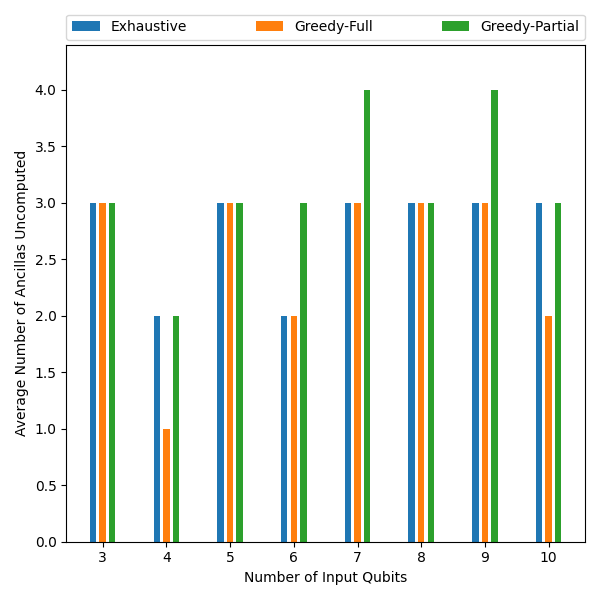 Exhaustive Greedy-Full Greedy-Partial
4.0
3.5
3.0
2.5
2.0
1.5
1.0
0.5
0.0
Average Number of Ancillas Uncomputed
3 4 5 6 7 8 9 10
Number of Input Qubits